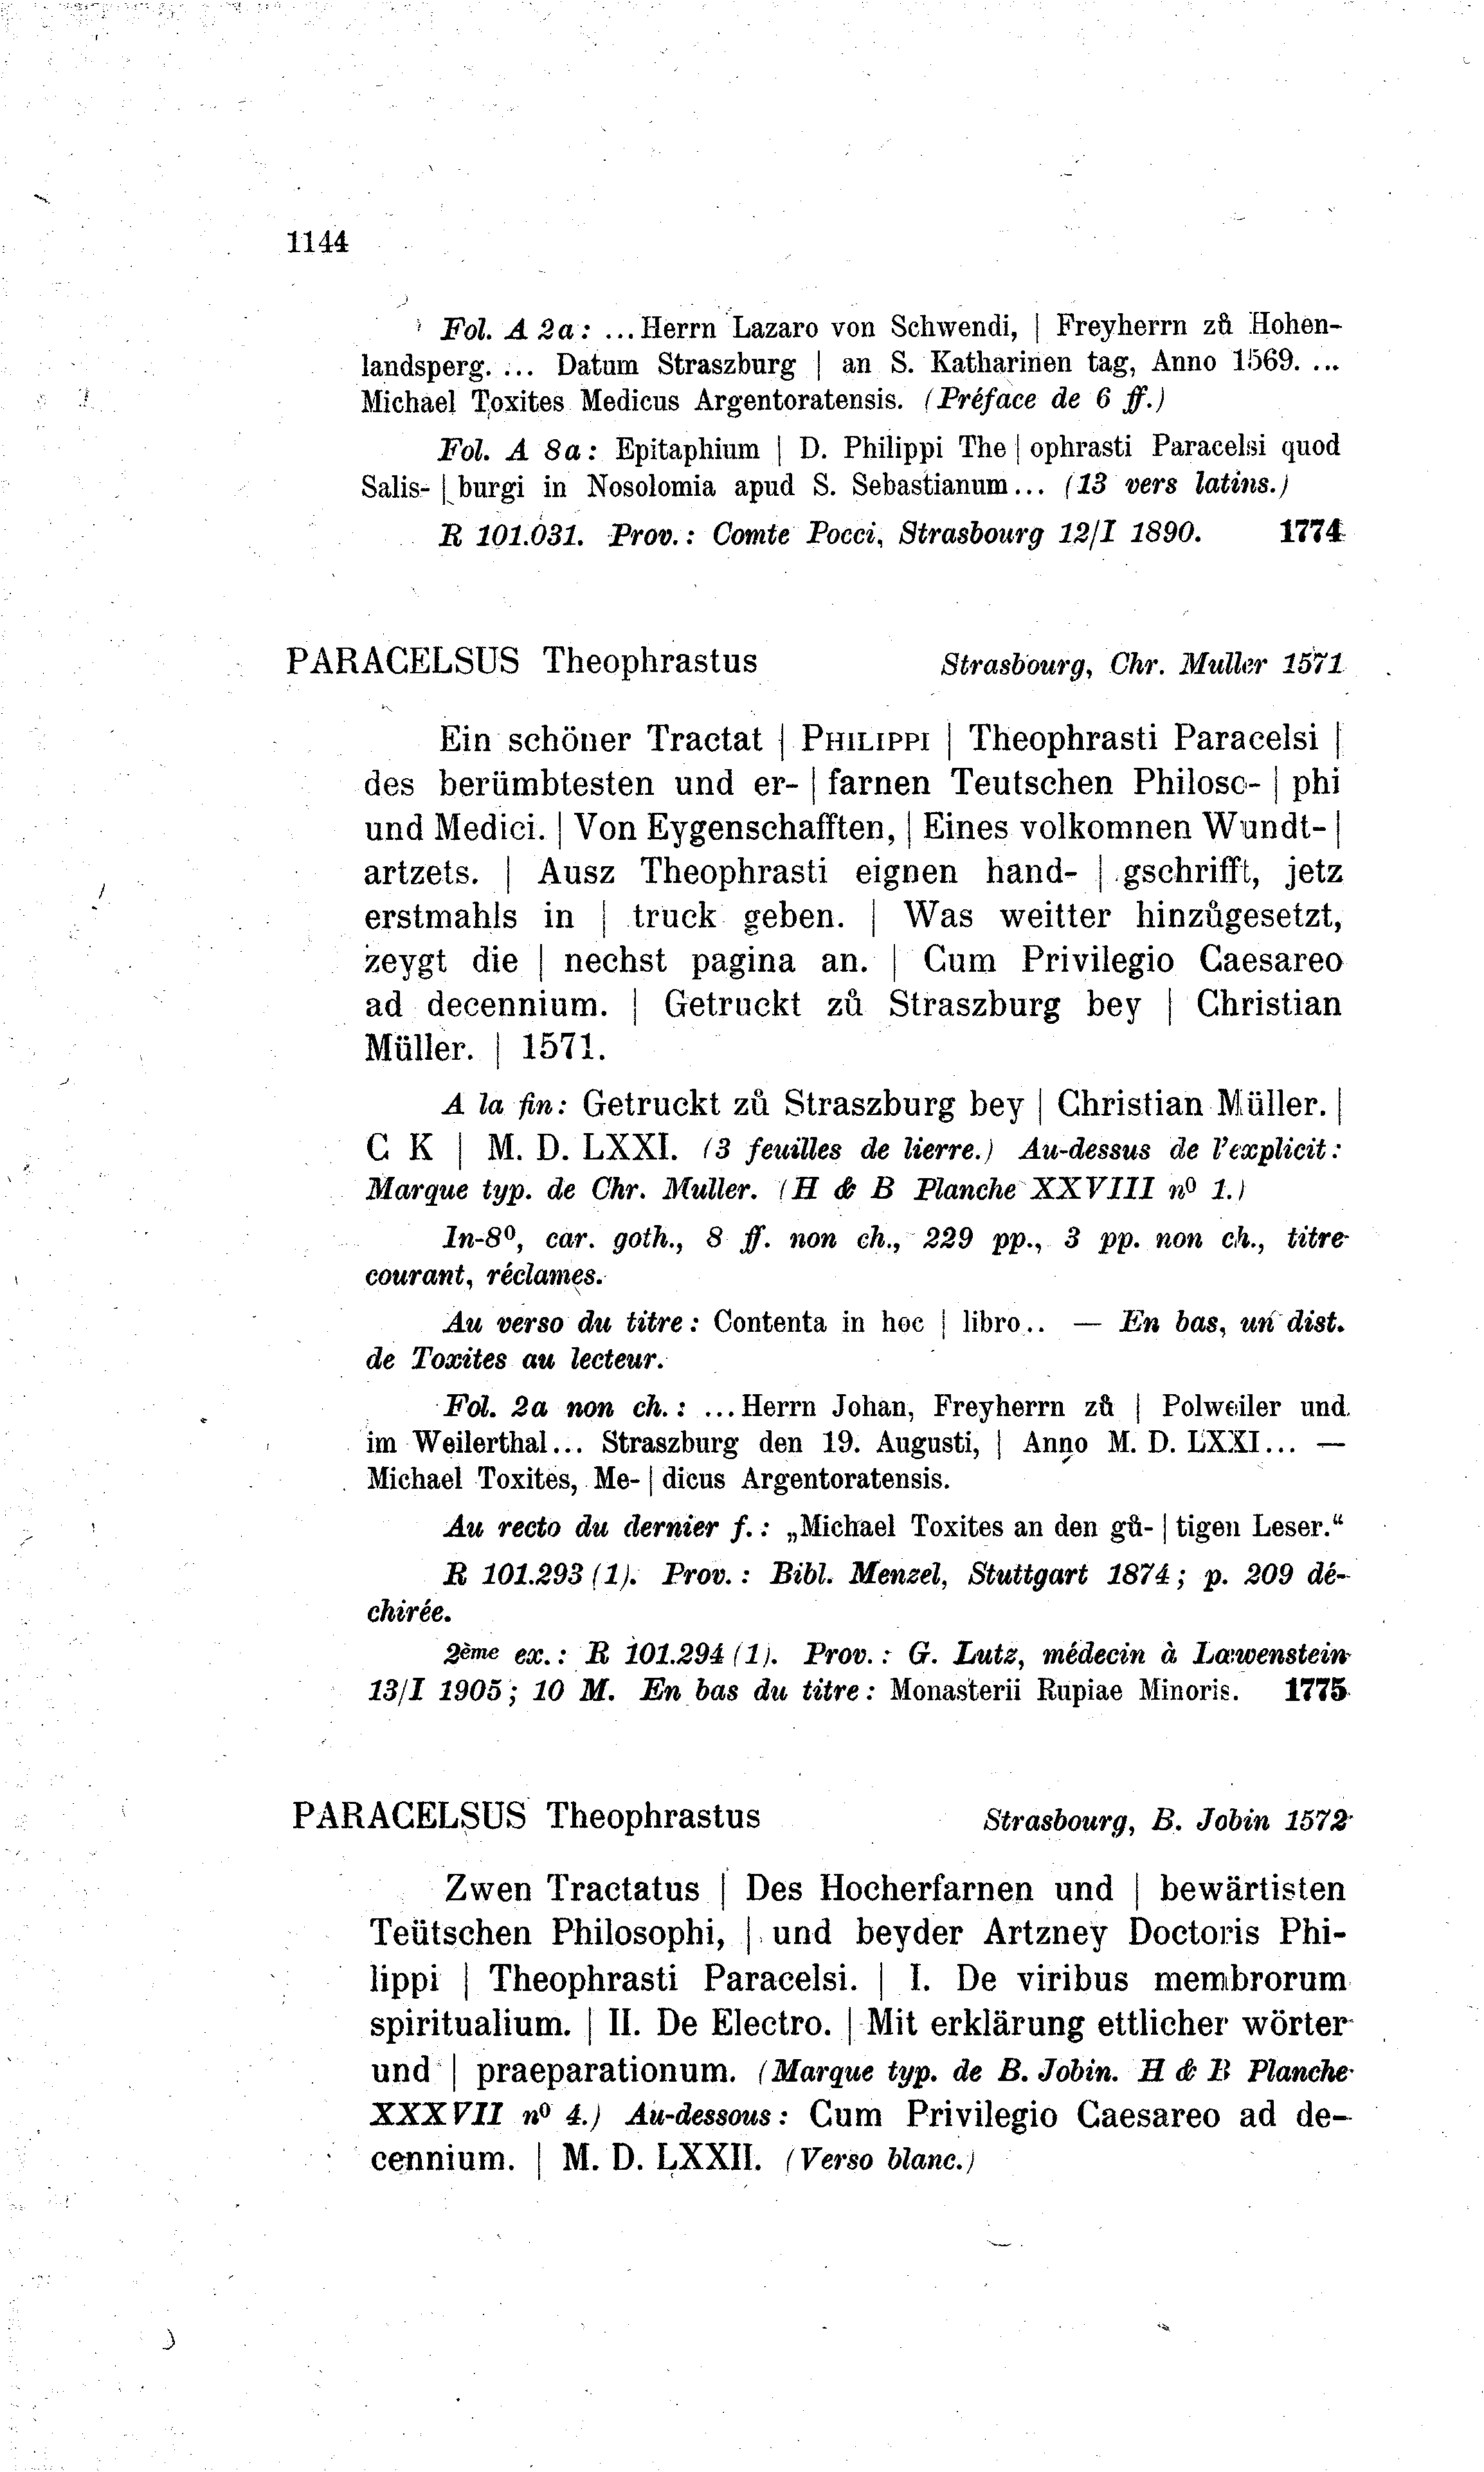 1144
Fol. A 2a: ...Herrn Lazaro von Schwendi, | Freyherrn zů Hohen-
landsperg. ... Datum Straszburg | an S. Katharinen tag, Anno 1569. ...
Michael Toxites Medicus Argentoratensis. (Préface de 6 ff.)
Fol. A 8a: Epitaphium | D. Philippi The | ophrasti Paracelsi quod
Salis- | burgi in Nosolomia apud S. Sebastianum... (13 vers latins.)
R 101.031. Prov.: Comte Pocci, Strasbourg 12/I 1890. 1774
PARACELSUS Theophrastus Strasbourg, Chr. Muller 1571
Ein schöner Tractat | PHILIPPI | Theophrasti Paracelsi |
des berümbtesten und er- | farnen Teutschen Philoso- | phi
und Medici. | Von Eygenschafften, | Eines volkomnen Wundt- |
artzets. | Ausz Theophrasti eignen hand- | gschrifft, jetz
erstmahls in | truck geben. | Was weitter hinzůgesetzt,
zeygt die | nechst pagina an. | Cum Privilegio Caesareo
ad decennium. | Getruckt zů Straszburg bey | Christian
Müller. | 1571.
A la fin: Getruckt zů Straszburg bey | Christian Müller. |
C K | M. D. LXXI. (3 feuilles de lierre.) Au-dessus de l'explicit:
Marque typ. de Chr. Muller. (H & B Planche XXVIII nº 1.)
In-8º, car. goth., 8 ff. non ch., 229 pp., 3 pp. non ch., titre
courant, réclames.
Au verso du titre: Contenta in hoc | libro.. — En bas, un dist.
de Toxites au lecteur.
Fol. 2a non ch.: ...Herrn Johan, Freyherrn zů | Polweiler und
im Weilerthal... Straszburg den 19. Augusti, | Anno M. D. LXXI... —
Michael Toxites, Me- | dicus Argentoratensis.
Au recto du dernier f.: „Michael Toxites an den gů- | tigen Leser.“
R 101.293 (1). Prov.: Bibl. Menzel, Stuttgart 1874; p. 209 dé-
chirée.
2ème ex.: R 101.294 (1). Prov.: G. Lutz, médecin à Lœwenstein
13/I 1905; 10 M. En bas du titre: Monasterii Rupiae Minoris. 1775
PARACELSUS Theophrastus Strasbourg, B. Jobin 1572
Zwen Tractatus | Des Hocherfarnen und | bewärtisten
Teütschen Philosophi, | und beyder Artzney Doctoris Phi-
lippi | Theophrasti Paracelsi. | I. De viribus membrorum
spiritualium. | II. De Electro. | Mit erklärung ettlicher wörter
und | praeparationum. (Marque typ. de B. Jobin. H & B Planche
XXXVII nº 4.) Au-dessous: Cum Privilegio Caesareo ad de-
cennium. | M. D. LXXII. (Verso blanc.)